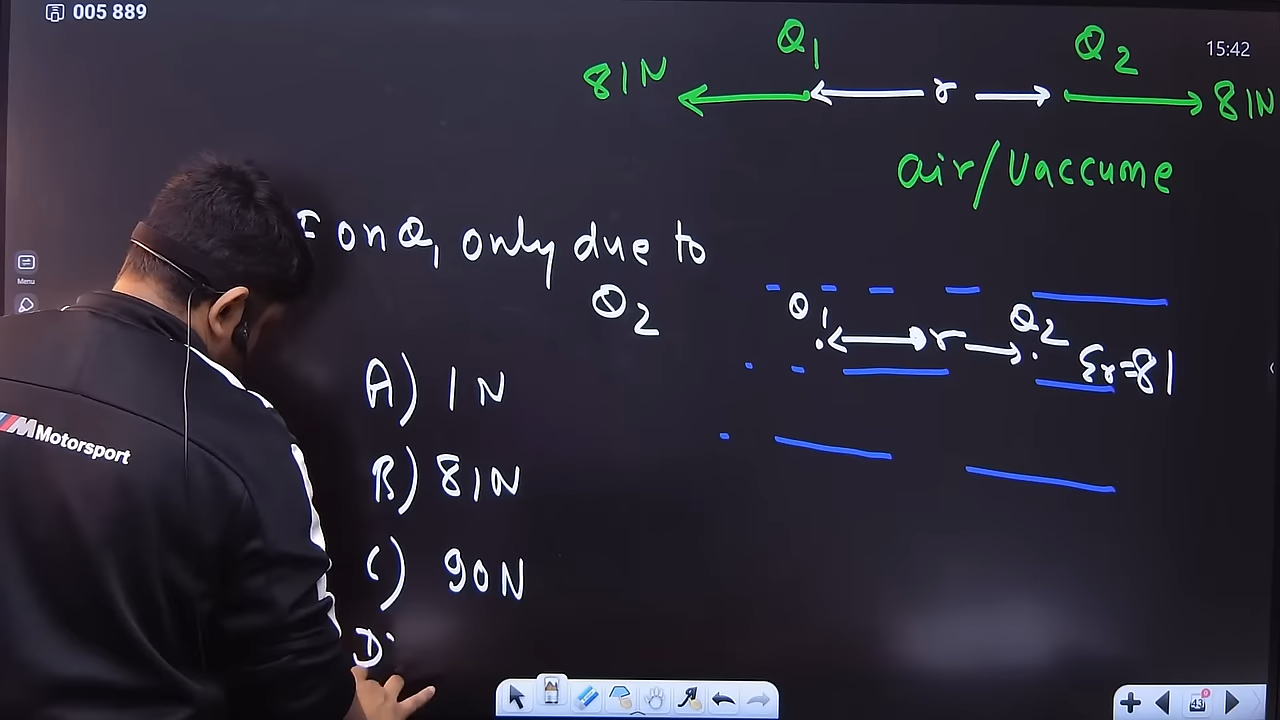 005 889
15:42
Q1 Q2
81N r 81N
air/Vaccume
F on Q1 only due to
Q2
Q1 r Q2
εr=81
A) 1N
B) 81N
C) 90N
D)
Menu
M Motorsport
43